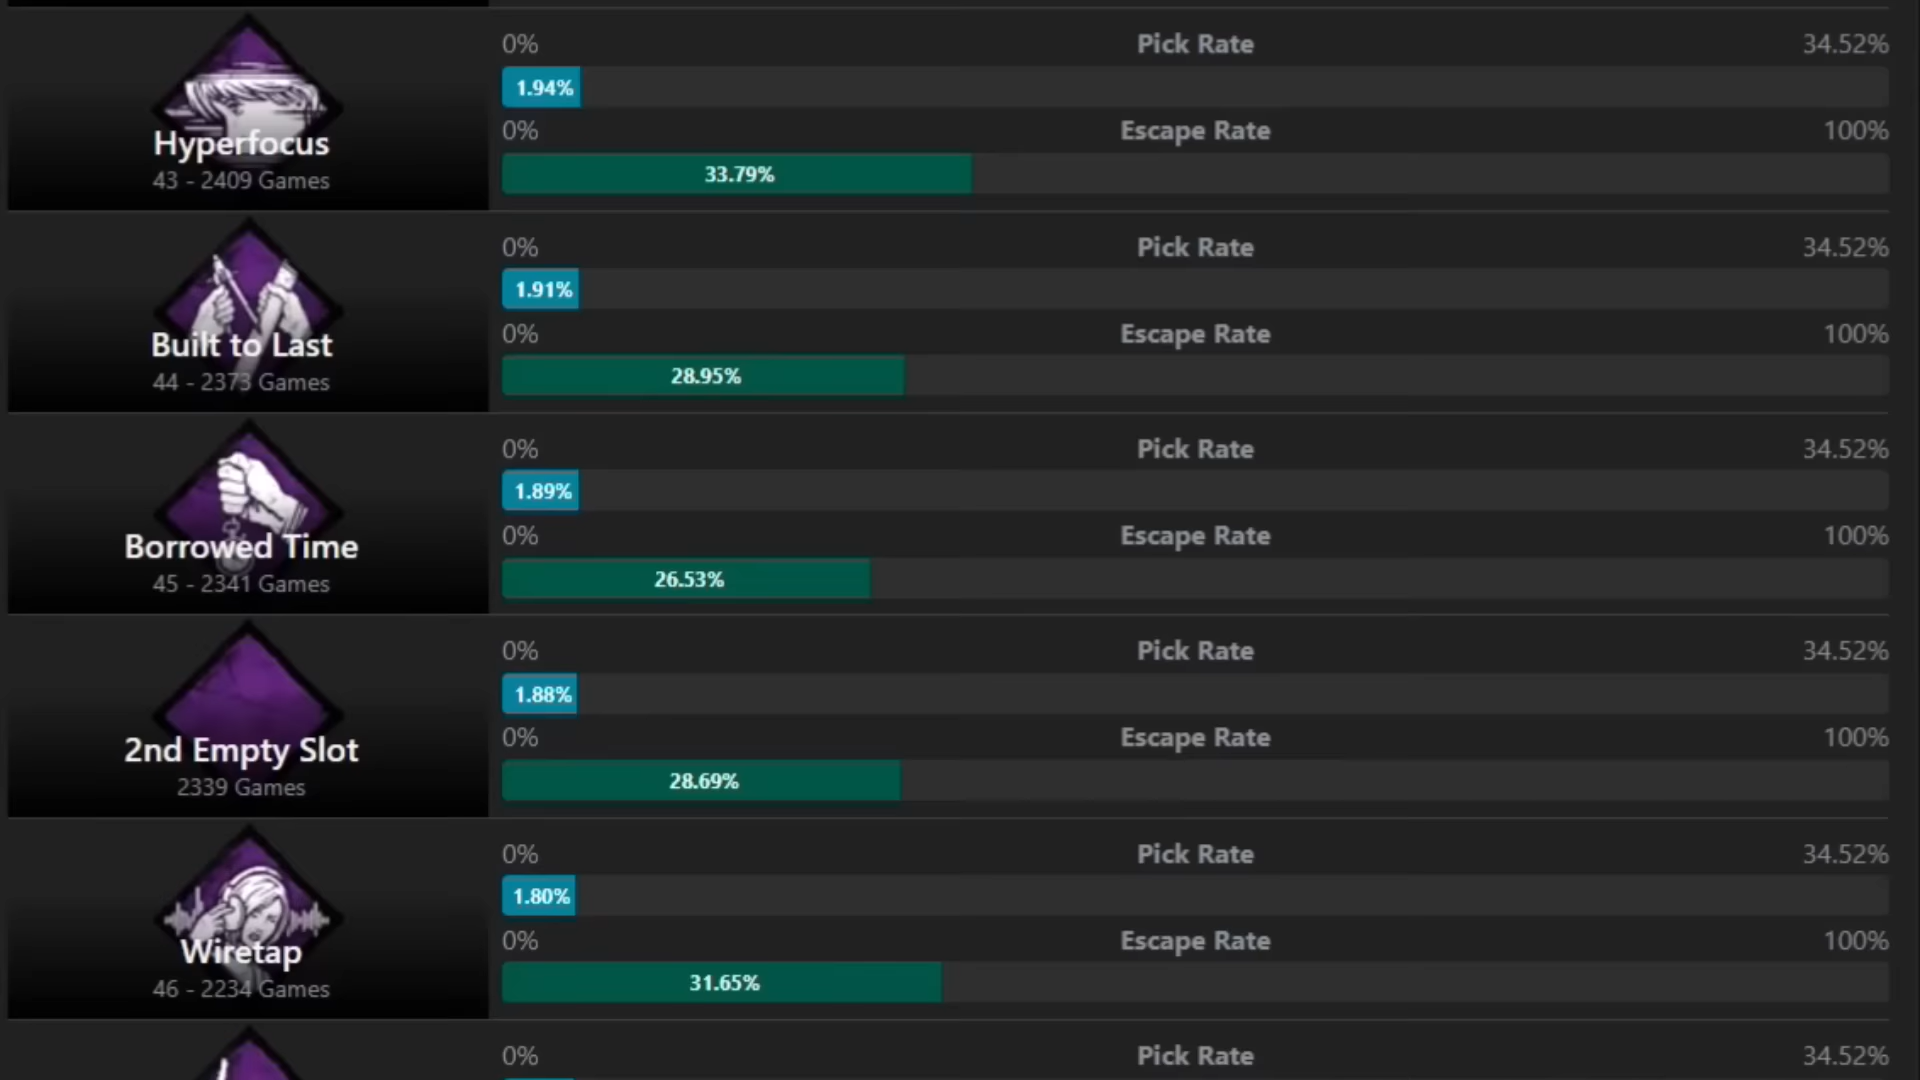 0% Pick Rate 34.52%
1.94%
0% Escape Rate 100%
Hyperfocus
33.79%
43 - 2409 Games
0% Pick Rate 34.52%
1.91%
0% Escape Rate 100%
Built to Last
28.95%
44 - 2373 Games
0% Pick Rate 34.52%
1.89%
0% Escape Rate 100%
Borrowed Time
26.53%
45 - 2341 Games
0% Pick Rate 34.52%
1.88%
0% Escape Rate 100%
2nd Empty Slot
28.69%
2339 Games
0% Pick Rate 34.52%
1.80%
0% Escape Rate 100%
Wiretap
31.65%
46 - 2234 Games
0% Pick Rate 34.52%